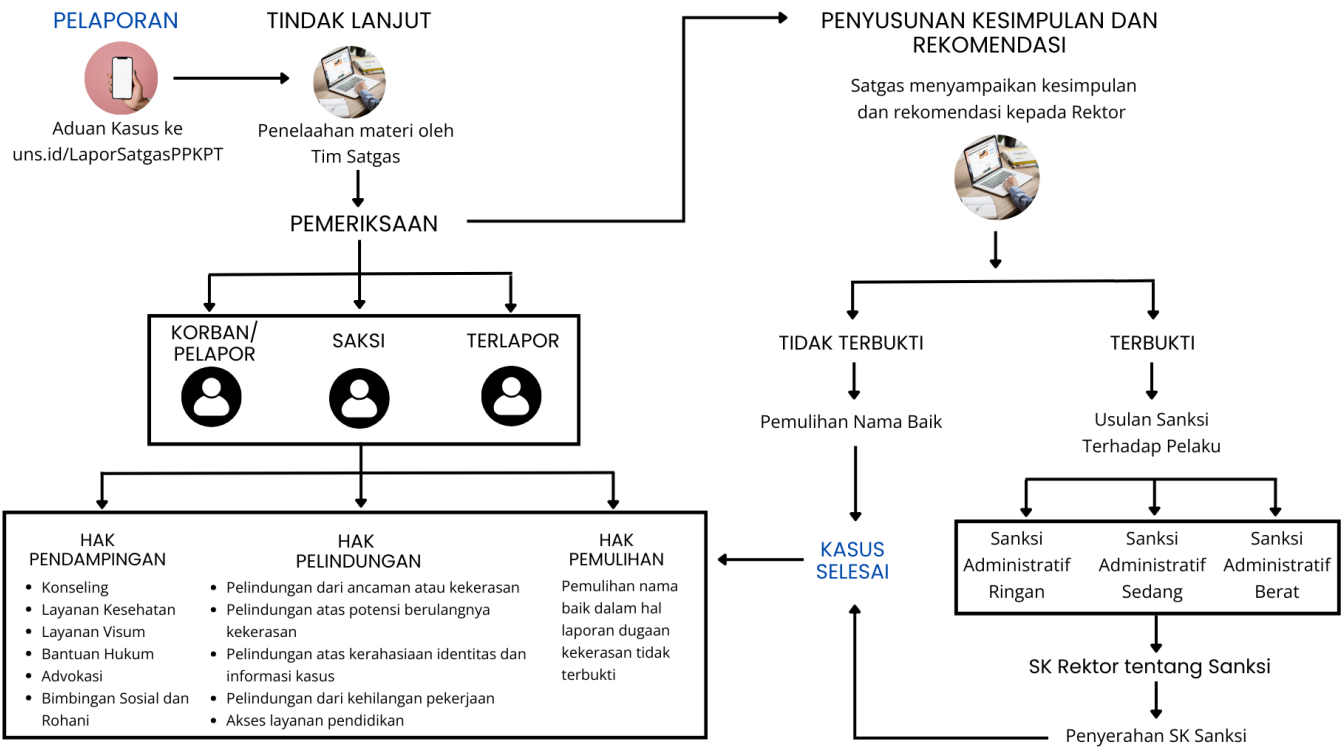 PELAPORAN
Aduan Kasus ke
uns.id/LaporSatgasPPKPT
TINDAK LANJUT
Penelaahan materi oleh
Tim Satgas
PEMERIKSAAN
KORBAN/
PELAPOR
SAKSI
TERLAPOR
HAK
PENDAMPINGAN
• Konseling
• Layanan Kesehatan
• Layanan Visum
• Bantuan Hukum
• Advokasi
• Bimbingan Sosial dan
Rohani
HAK
PELINDUNGAN
• Pelindungan dari ancaman atau kekerasan
• Pelindungan atas potensi berulangnya
kekerasan
• Pelindungan atas kerahasiaan identitas dan
informasi kasus
• Pelindungan dari kehilangan pekerjaan
• Akses layanan pendidikan
HAK
PEMULIHAN
Pemulihan nama
baik dalam hal
laporan dugaan
kekerasan tidak
terbukti
PENYUSUNAN KESIMPULAN DAN
REKOMENDASI
Satgas menyampaikan kesimpulan
dan rekomendasi kepada Rektor
TIDAK TERBUKTI
Pemulihan Nama Baik
TERBUKTI
Usulan Sanksi
Terhadap Pelaku
Sanksi
Administratif
Ringan
Sanksi
Administratif
Sedang
Sanksi
Administratif
Berat
SK Rektor tentang Sanksi
Penyerahan SK Sanksi
KASUS
SELESAI